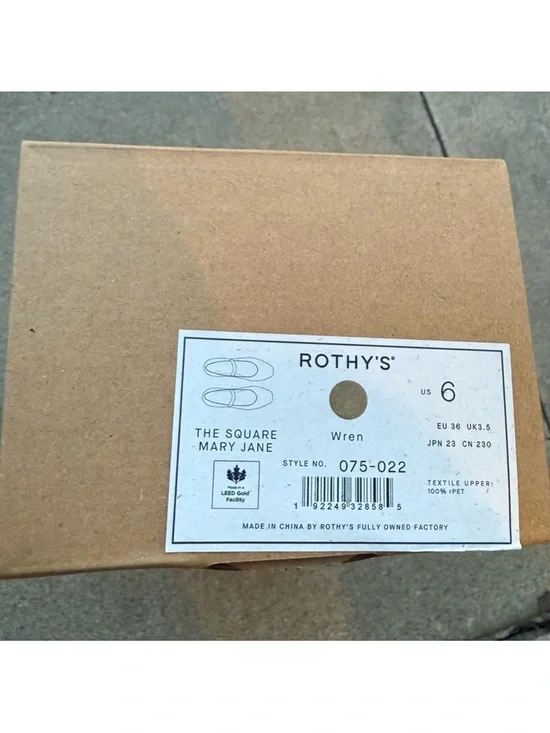 ROTHY'S®
US 6
EU 36 UK3.5
JPN 23 CN 230
THE SQUARE
MARY JANE
Wren
STYLE NO. 075-022
Made in a
LEED Gold®
Facility
1 92249 32858 5
TEXTILE UPPER:
100% rPET
MADE IN CHINA BY ROTHY'S FULLY OWNED FACTORY